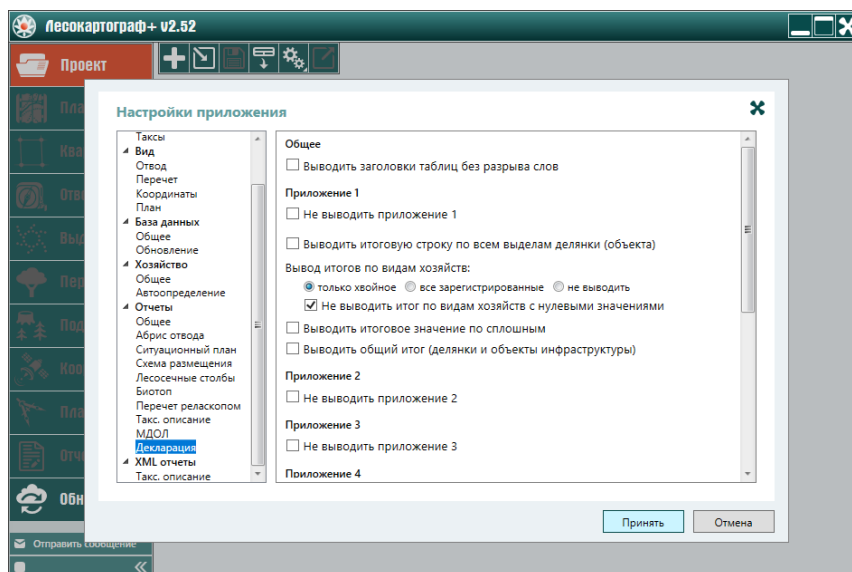 Лесокартограф+ v2.52
Проект
Настройки приложения
Таксы
Вид
Отвод
Перечет
Координаты
План
База данных
Общее
Обновление
Хозяйство
Общее
Автоопределение
Отчеты
Общее
Абрис отвода
Ситуационный план
Схема размещения
Лесосечные столбы
Биотоп
Перечет реласкопом
Такс. описание
МДОЛ
Декларация
XML отчеты
Такс. описание
Общее
Выводить заголовки таблиц без разрыва слов
Приложение 1
Не выводить приложение 1
Выводить итоговую строку по всем выделам делянки (объекта)
Вывод итогов по видам хозяйств:
только хвойное все зарегистрированные не выводить
Не выводить итог по видам хозяйств с нулевыми значениями
Выводить итоговое значение по сплошным
Выводить общий итог (делянки и объекты инфраструктуры)
Приложение 2
Не выводить приложение 2
Приложение 3
Не выводить приложение 3
Приложение 4
Принять Отмена
Отправить сообщение